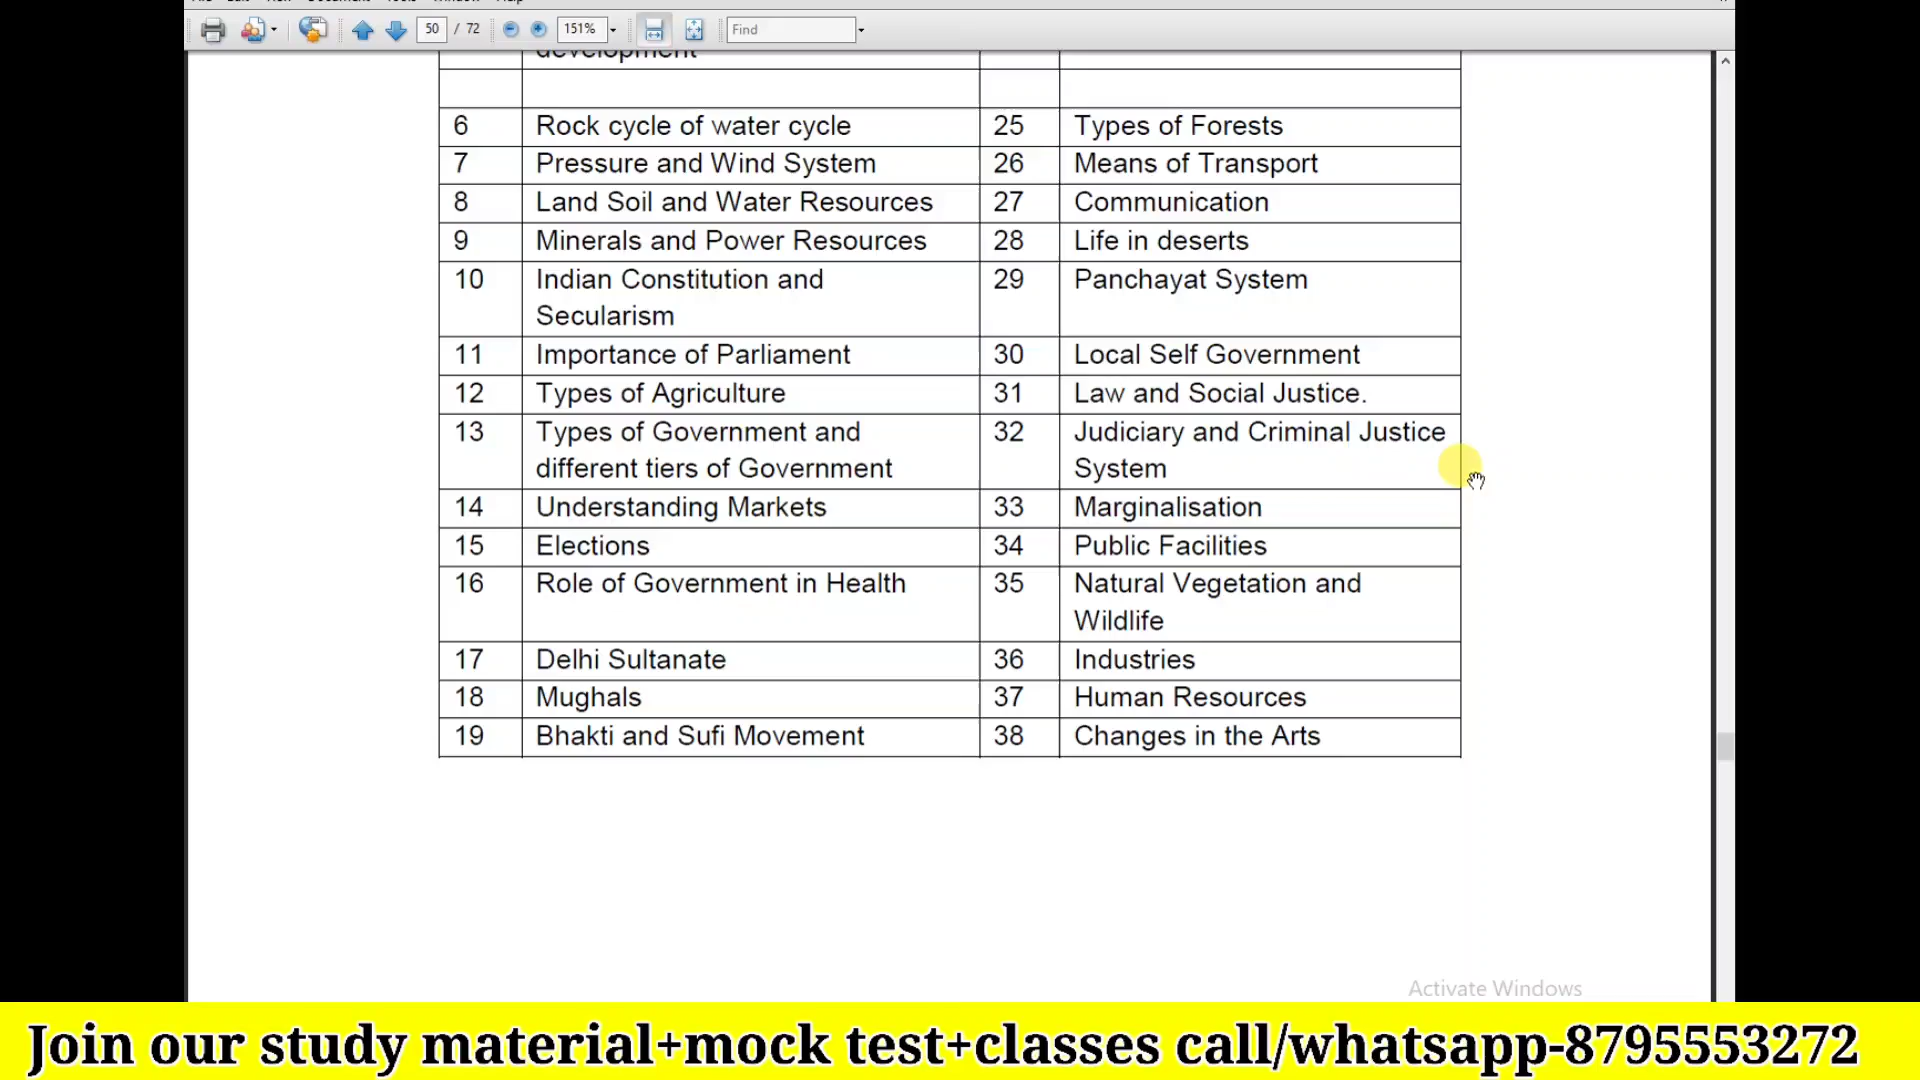 50 / 72 151% Find
development
6 Rock cycle of water cycle 25 Types of Forests
7 Pressure and Wind System 26 Means of Transport
8 Land Soil and Water Resources 27 Communication
9 Minerals and Power Resources 28 Life in deserts
10 Indian Constitution and 29 Panchayat System
Secularism
11 Importance of Parliament 30 Local Self Government
12 Types of Agriculture 31 Law and Social Justice.
13 Types of Government and 32 Judiciary and Criminal Justice
different tiers of Government System
14 Understanding Markets 33 Marginalisation
15 Elections 34 Public Facilities
16 Role of Government in Health 35 Natural Vegetation and
Wildlife
17 Delhi Sultanate 36 Industries
18 Mughals 37 Human Resources
19 Bhakti and Sufi Movement 38 Changes in the Arts
Activate Windows
Join our study material+mock test+classes call/whatsapp-8795553272